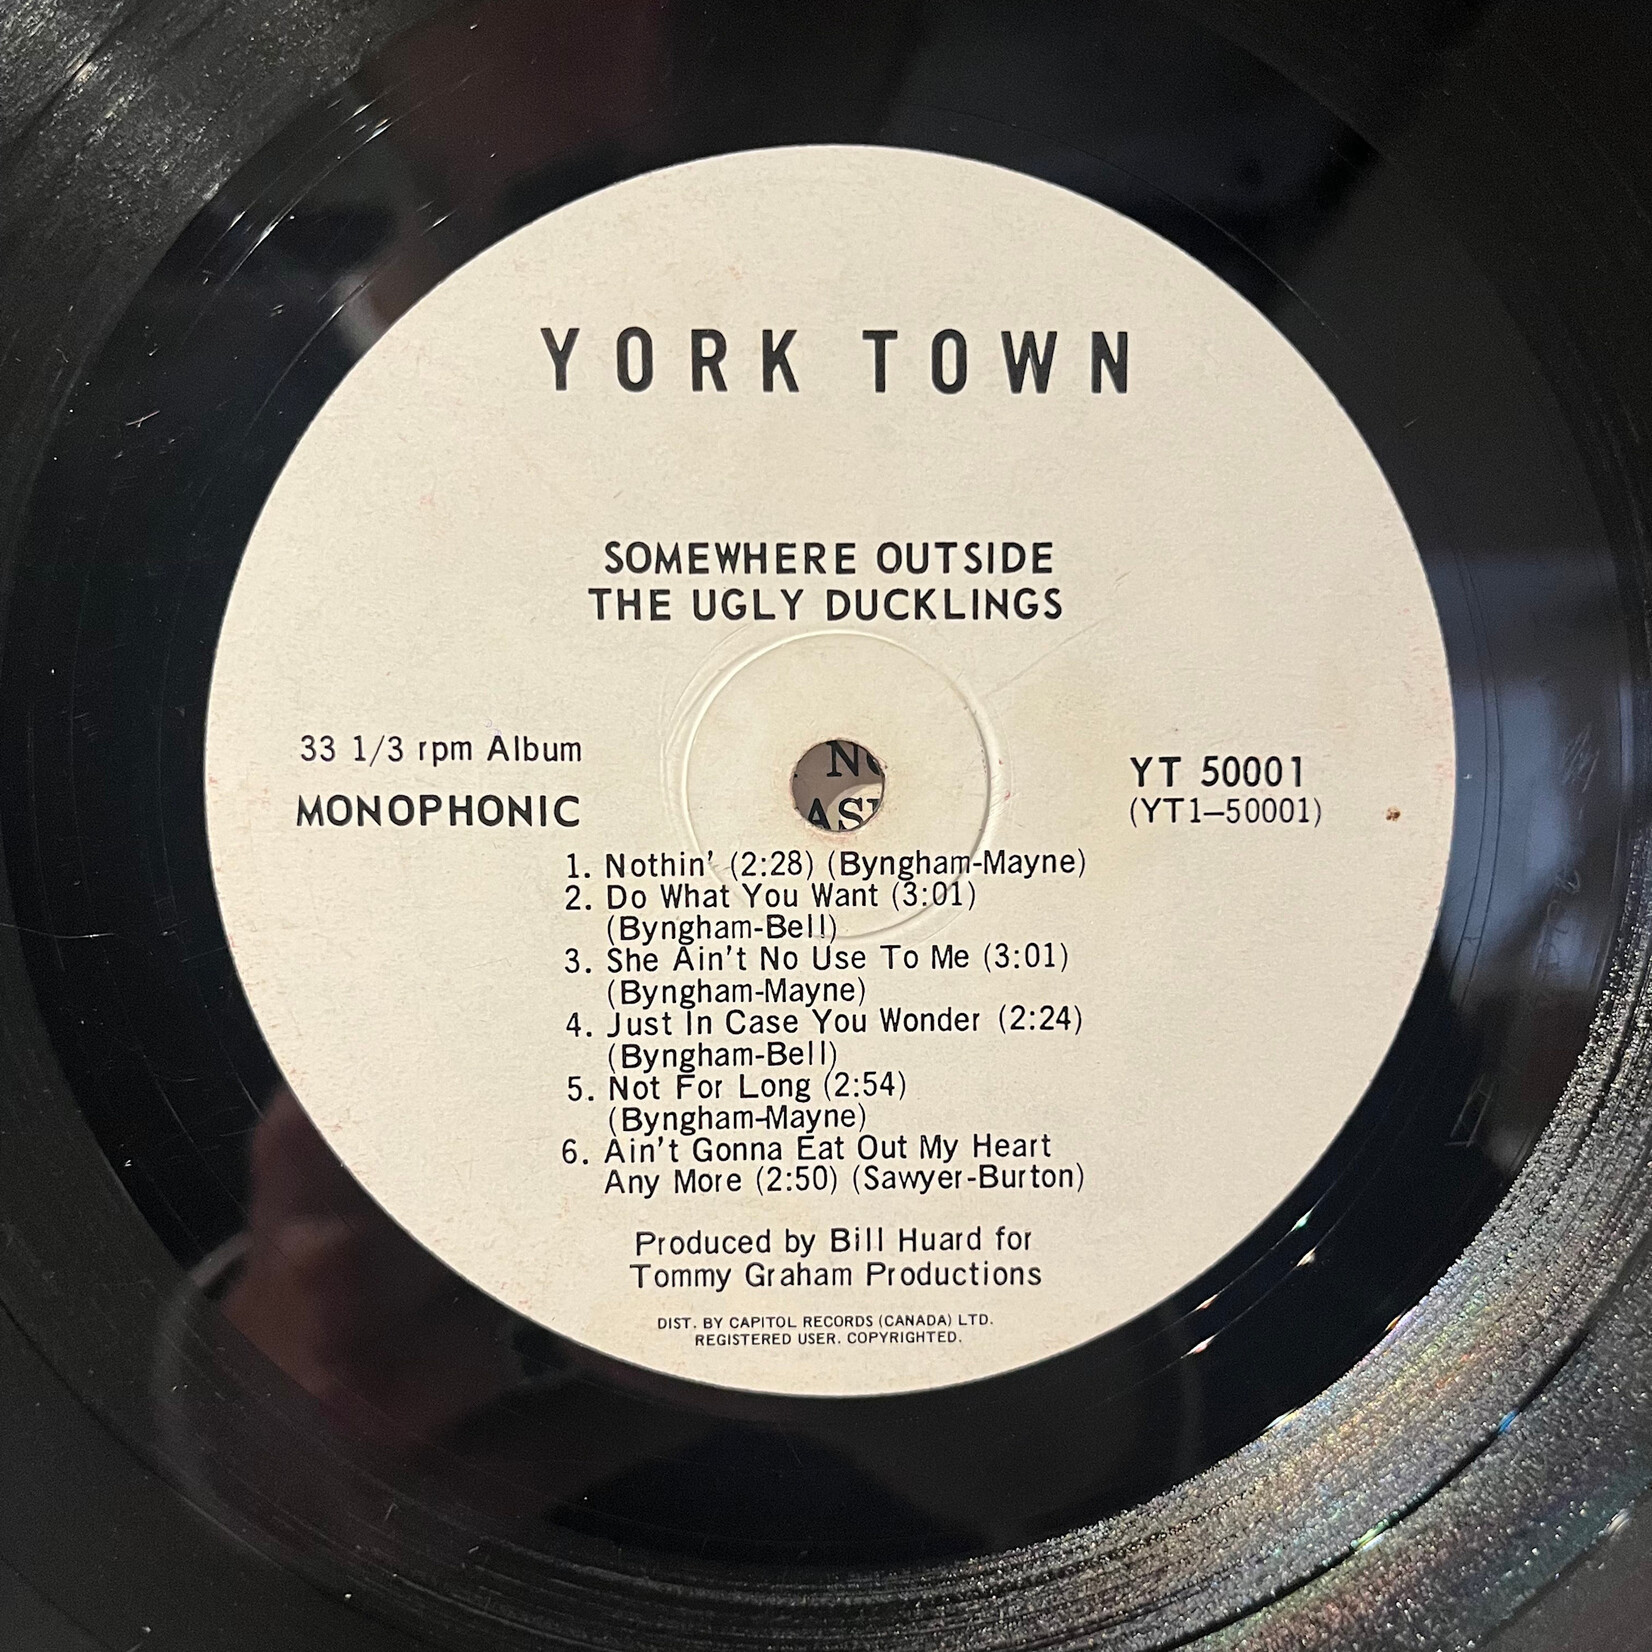 YORK TOWN
SOMEWHERE OUTSIDE
THE UGLY DUCKLINGS
33 1/3 rpm Album
MONOPHONIC
YT 50001
(YT1-50001)
1. Nothin' (2:28) (Byngham-Mayne)
2. Do What You Want (3:01)
(Byngham-Bell)
3. She Ain't No Use To Me (3:01)
(Byngham-Mayne)
4. Just In Case You Wonder (2:24)
(Byngham-Bell)
5. Not For Long (2:54)
(Byngham-Mayne)
6. Ain't Gonna Eat Out My Heart
Any More (2:50) (Sawyer-Burton)
Produced by Bill Huard for
Tommy Graham Productions
DIST. BY CAPITOL RECORDS (CANADA) LTD.
REGISTERED USER. COPYRIGHTED.